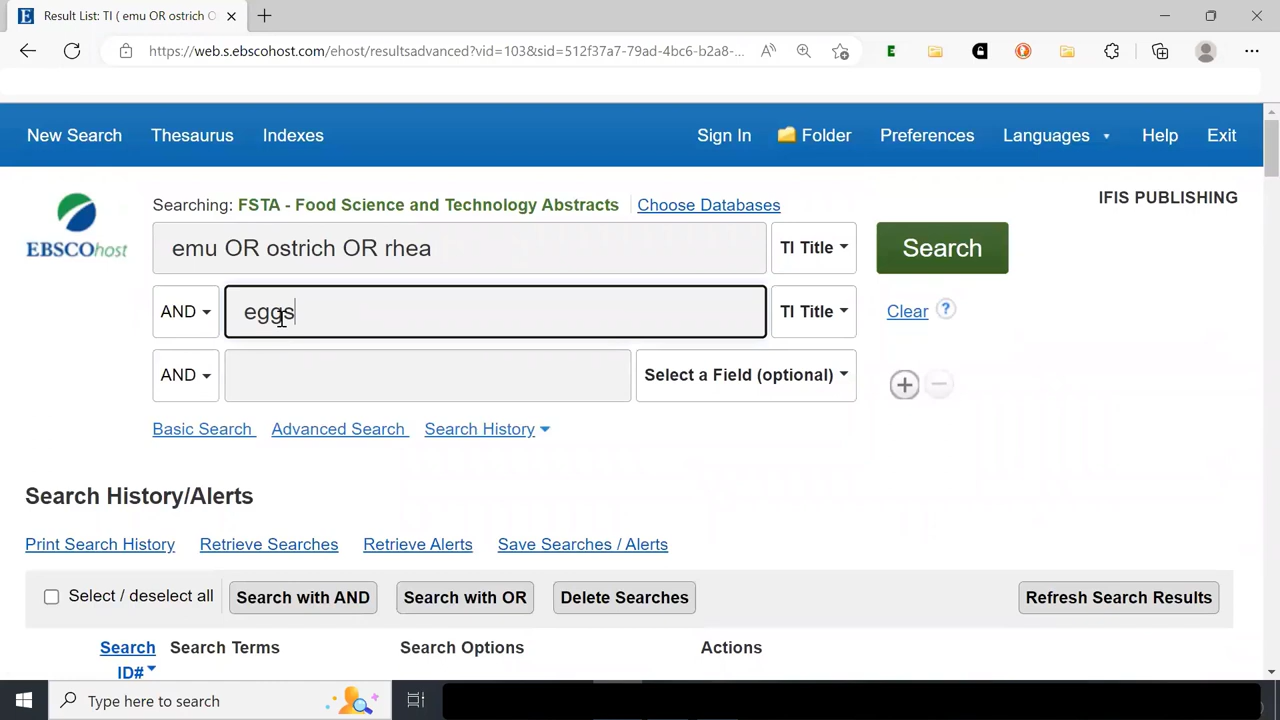 Result List: TI ( emu OR ostrich O
https://web.s.ebscohost.com/ehost/resultsadvanced?vid=103&sid=512f37a7-79ad-4bc6-b2a8-...
New Search Thesaurus Indexes Sign In Folder Preferences Languages Help Exit
IFIS PUBLISHING
Searching: FSTA - Food Science and Technology Abstracts Choose Databases
EBSCOhost
emu OR ostrich OR rhea TI Title Search
AND eggs TI Title Clear ?
AND Select a Field (optional)
Basic Search Advanced Search Search History
Search History/Alerts
Print Search History Retrieve Searches Retrieve Alerts Save Searches / Alerts
Select / deselect all Search with AND Search with OR Delete Searches Refresh Search Results
Search ID# Search Terms Search Options Actions
Type here to search